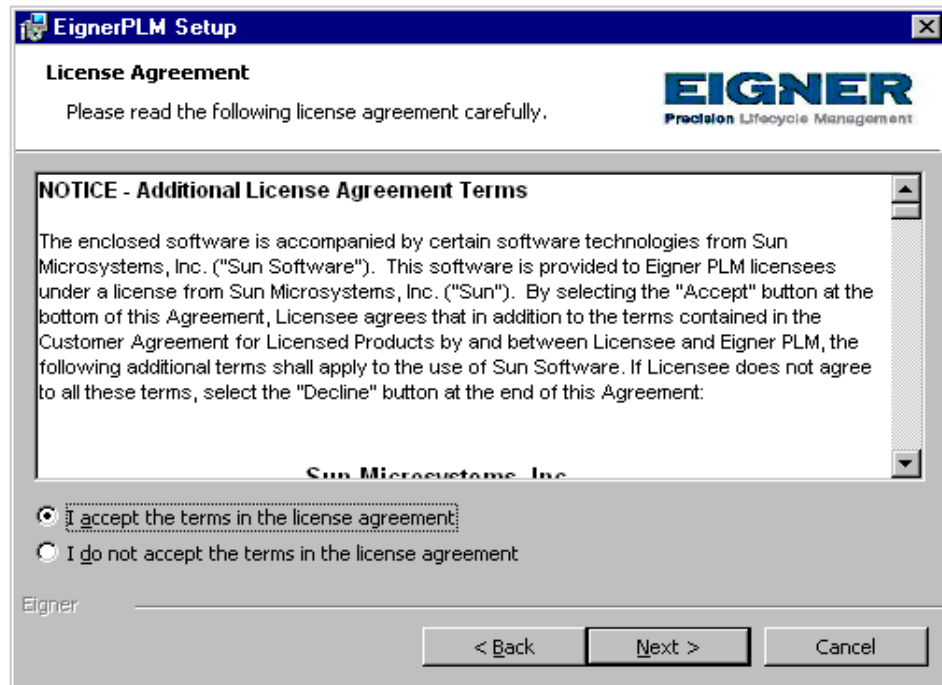 EignerPLM Setup
License Agreement
Please read the following license agreement carefully.
EIGNER
Precision Lifecycle Management
NOTICE - Additional License Agreement Terms
The enclosed software is accompanied by certain software technologies from Sun
Microsystems, Inc. ("Sun Software").  This software is provided to Eigner PLM licensees
under a license from Sun Microsystems, Inc. ("Sun").  By selecting the "Accept" button at the
bottom of this Agreement, Licensee agrees that in addition to the terms contained in the
Customer Agreement for Licensed Products by and between Licensee and Eigner PLM, the
following additional terms shall apply to the use of Sun Software. If Licensee does not agree
to all these terms, select the "Decline" button at the end of this Agreement:
Sun Microsystems, Inc.
I accept the terms in the license agreement
I do not accept the terms in the license agreement
Eigner
< Back
Next >
Cancel